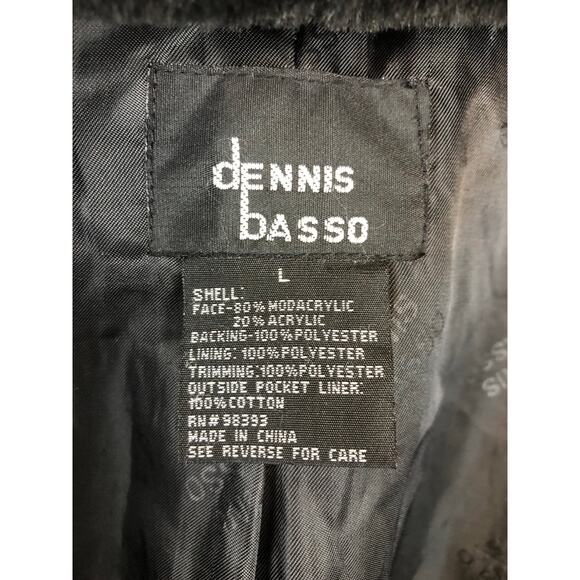 dENNIS
bASSO
L
SHELL:
FACE-80% MODACRYLIC
20% ACRYLIC
BACKING-100% POLYESTER
LINING: 100% POLYESTER
TRIMMING:100% POLYESTER
OUTSIDE POCKET LINER:
100% COTTON
RN# 98393
MADE IN CHINA
SEE REVERSE FOR CARE